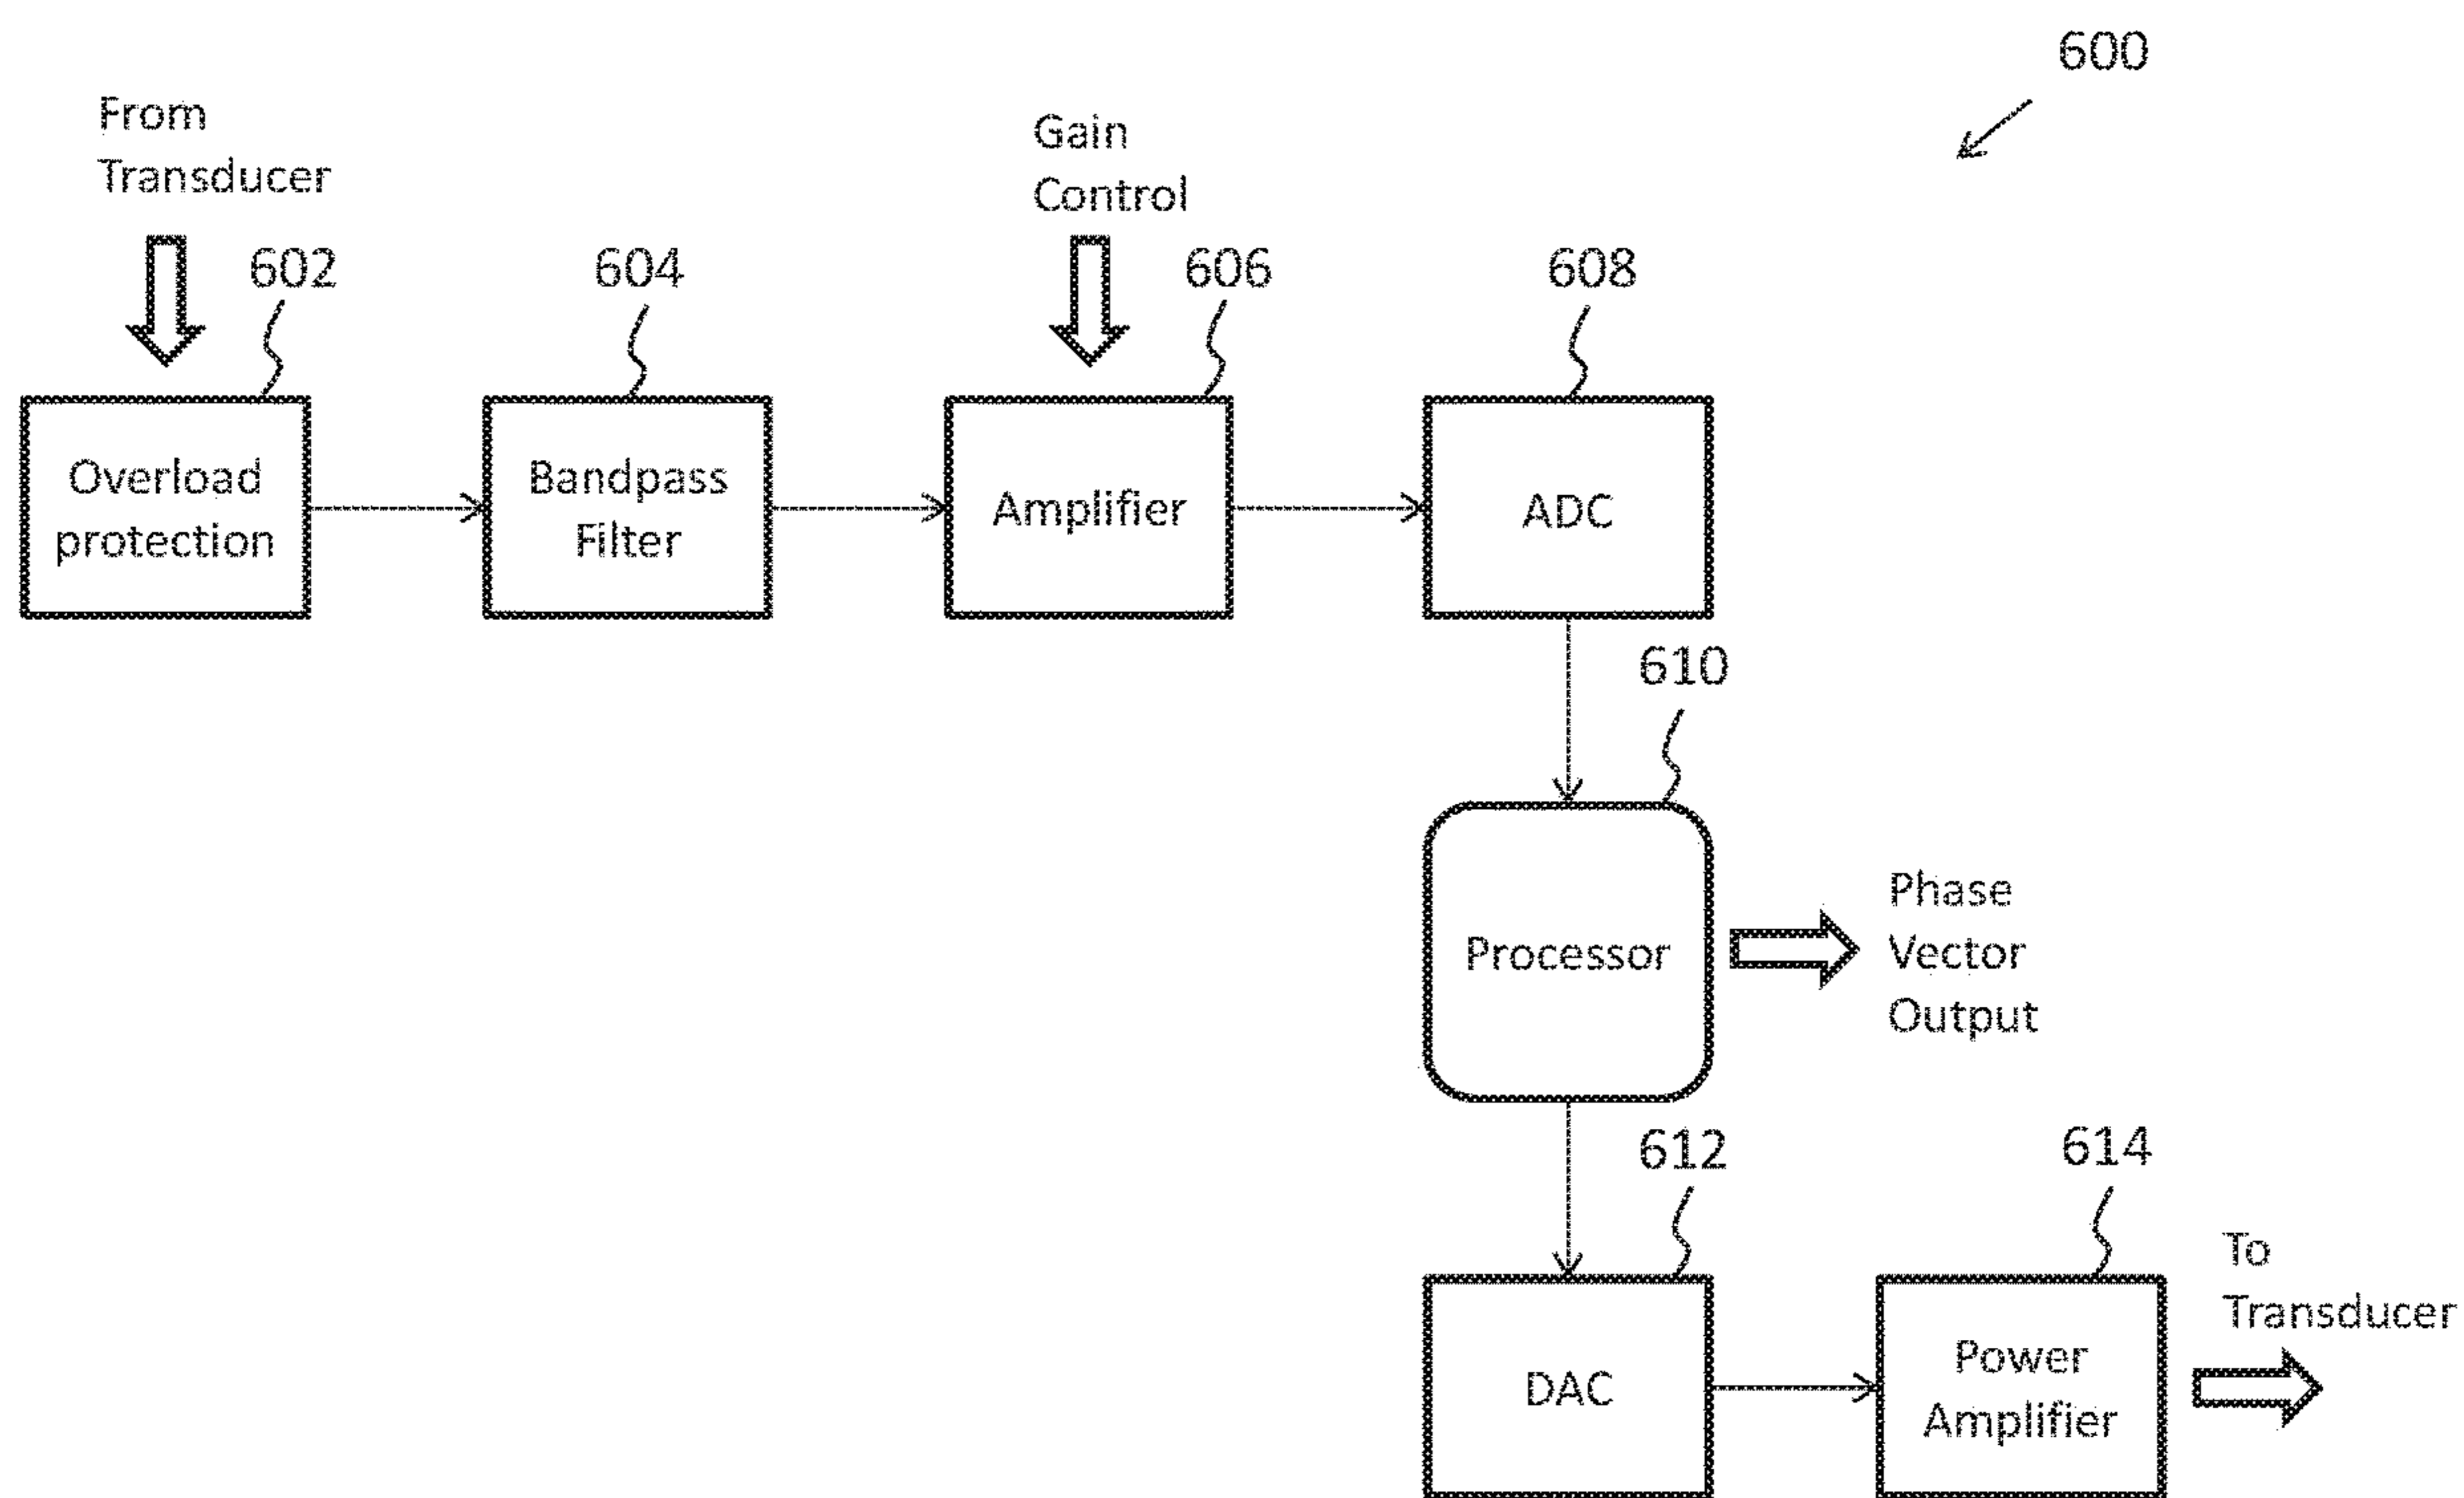 600
From
Transducer
Gain
Control
602
604
606
608
Overload
protection
Bandpass
Filter
Amplifier
ADC
610
Processor
Phase
Vector
Output
612
614
To
Transducer
DAC
Power
Amplifier